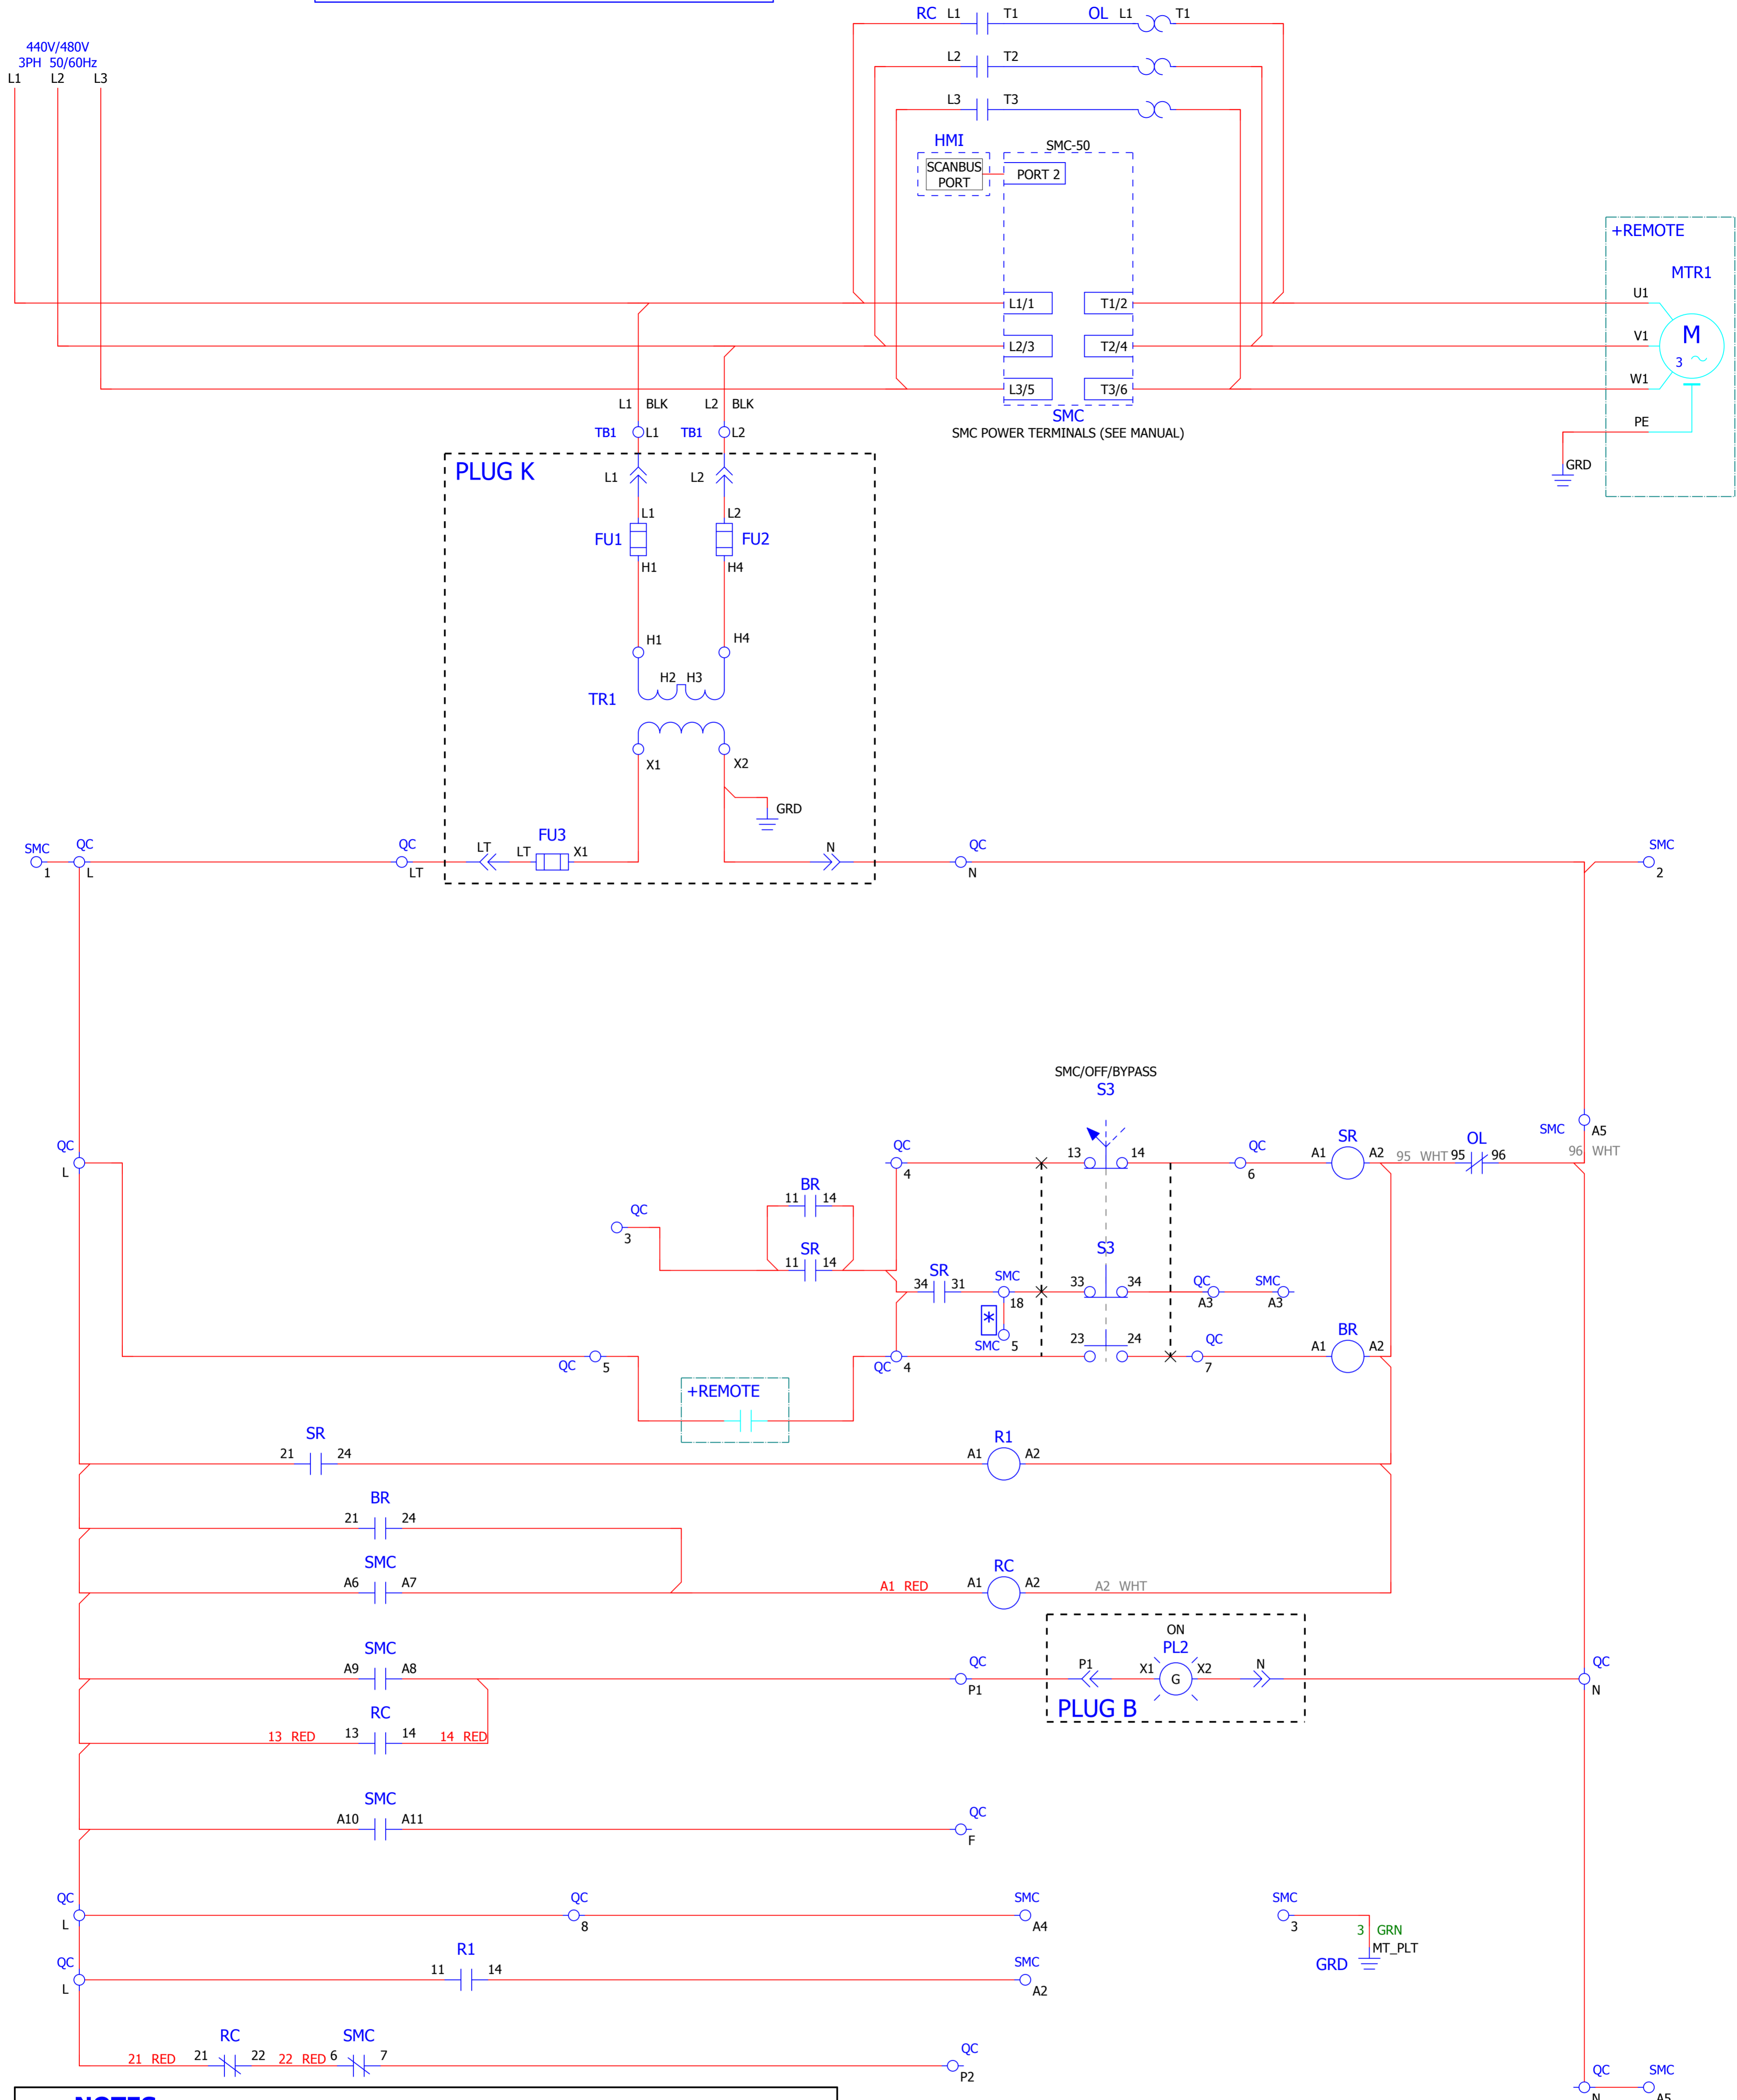 RC L1 T1 OL L1 T1
440V/480V
3PH 50/60Hz
L1 L2 L3
L2 T2
L3 T3
HMI
SMC-50
SCANBUS
PORT
PORT 2
+REMOTE
MTR1
L1/1 T1/2 U1
L2/3 T2/4 V1
M
3
L3/5 T3/6 W1
L1 BLK L2 BLK
SMC
PE
TB1 L1 TB1 L2
SMC POWER TERMINALS (SEE MANUAL)
GRD
PLUG K
L1 L2
L1 L2
FU1 FU2
H1 H4
H1 H4
H2 H3
TR1
X1 X2
GRD
SMC QC QC LT LT FU3 X1 N QC SMC
1 L LT N 2
SMC/OFF/BYPASS
S3
SMC A5
QC QC 13 14 QC SR OL
L 4 6 A1 A2 95 WHT 95 96 96 WHT
BR
11 14
QC
3
SR
11 14
S3
SR
34 31
SMC
18
33 34 QC SMC
A3 A3
*
SMC 5
23 24 QC BR
A1 A2
QC 5 QC 4 7
+REMOTE
SR R1
21 24 A1 A2
BR
21 24
SMC RC
A6 A7 A1 RED A1 A2 A2 WHT
ON
SMC PL2
A9 A8 QC P1 X1 G X2 N QC
P1 N
PLUG B
RC
13 RED 13 14 14 RED
SMC
A10 A11 QC
F
QC QC SMC SMC
L 8 A4 3
3 GRN
MT_PLT
GRD
QC R1 SMC
L 11 14 A2
RC SMC
21 RED 21 22 22 RED 6 7 QC
P2
QC SMC
N A5
NOTES